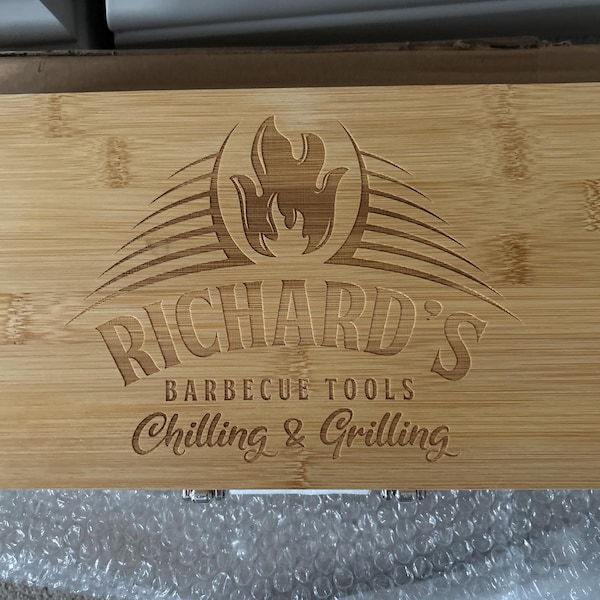 RICHARD'S
BARBECUE TOOLS
Chilling & Grilling